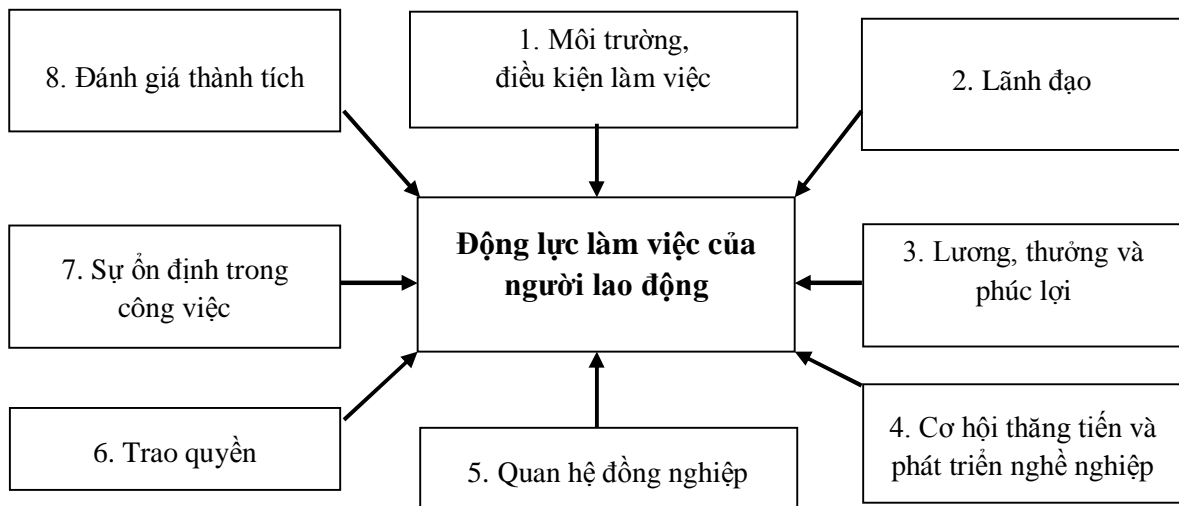 8. Đánh giá thành tích
1. Môi trường,
điều kiện làm việc
2. Lãnh đạo
Động lực làm việc của
người lao động
7. Sự ổn định trong
công việc
3. Lương, thưởng và
phúc lợi
6. Trao quyền
5. Quan hệ đồng nghiệp
4. Cơ hội thăng tiến và
phát triển nghề nghiệp